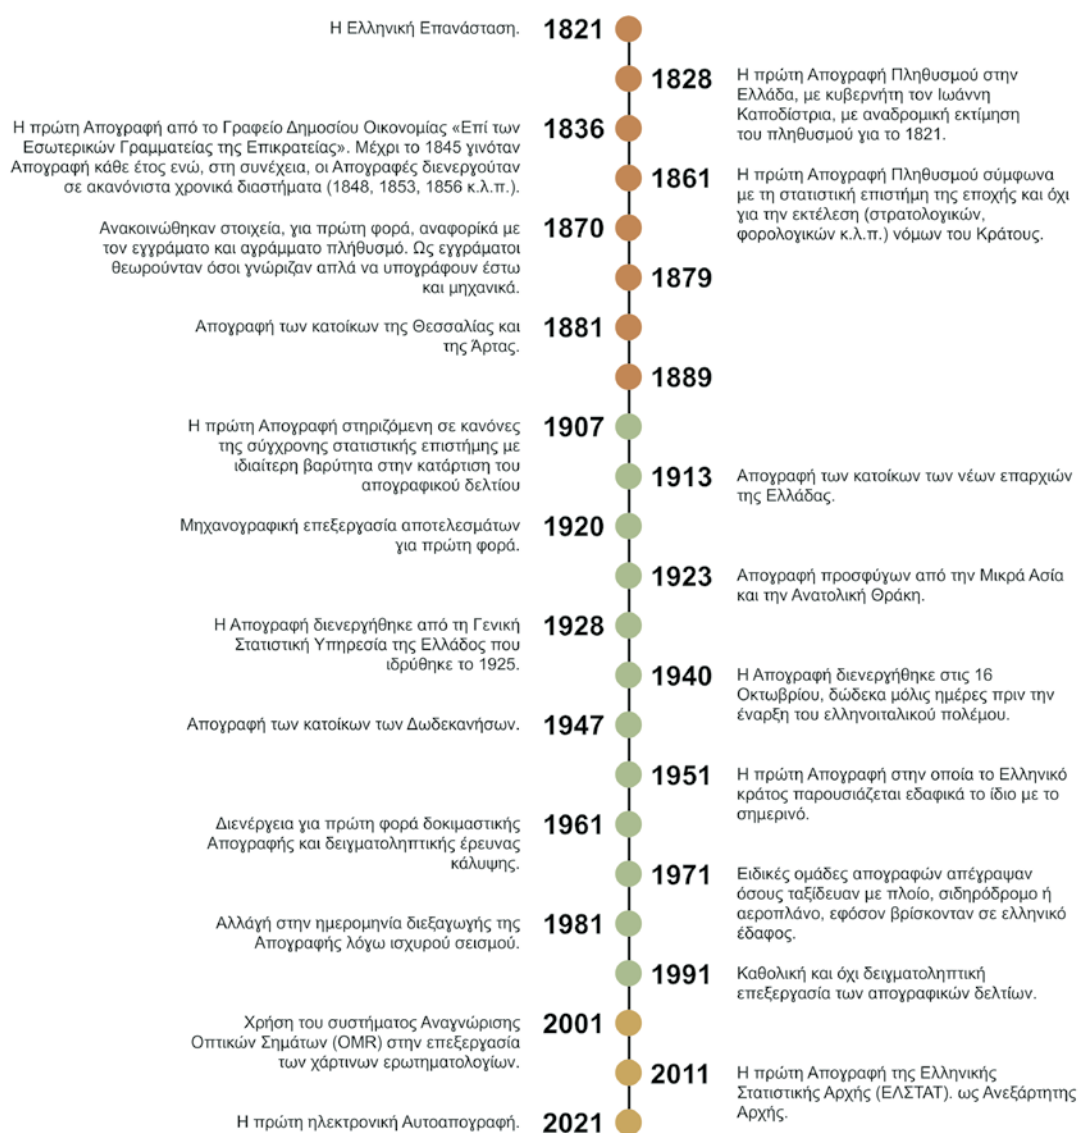 Η Ελληνική Επανάσταση. 1821
1828 Η πρώτη Απογραφή Πληθυσμού στην
Ελλάδα, με κυβερνήτη τον Ιωάννη
Καποδίστρια, με αναδρομική εκτίμηση
του πληθυσμού για το 1821.
Η πρώτη Απογραφή από το Γραφείο Δημοσίου Οικονομίας «Επί των 1836
Εσωτερικών Γραμματείας της Επικρατείας». Μέχρι το 1845 γινόταν
Απογραφή κάθε έτος ενώ, στη συνέχεια, οι Απογραφές διενεργούταν
σε ακανόνιστα χρονικά διαστήματα (1848, 1853, 1856 κ.λ.π.).
1861 Η πρώτη Απογραφή Πληθυσμού σύμφωνα
με τη στατιστική επιστήμη της εποχής και όχι
για την εκτέλεση (στρατολογικών,
φορολογικών κ.λ.π.) νόμων του Κράτους.
Ανακοινώθηκαν στοιχεία, για πρώτη φορά, αναφορίκά με 1870
τον εγγράματο και αγράμματο πλήθυσμό. Ως εγγράματοι
θεωρούνταν όσοι γνώριζαν απλά να υπογράφουν έστω
και μηχανικά.
1879
Απογραφή των κατοίκων της Θεσσαλίας και 1881
της Άρτας.
1889
Η πρώτη Απογραφή στηριζόμενη σε κανόνες 1907
της σύγχρονης στατιστικής επιστήμης με
ιδιαίτερη βαρύτητα στην κατάρτιση του
απογραφικού δελτίου
1913 Απογραφή των κατοίκων των νέων επαρχιών
της Ελλάδας.
Μηχανογραφική επεξεργασία αποτελεσμάτων 1920
για πρώτη φορά.
1923 Απογραφή προσφύγων από την Μικρά Ασία
και την Ανατολική Θράκη.
Η Απογραφή διενεργήθηκε από τη Γενική 1928
Στατιστική Υπηρεσία της Ελλάδος που
ιδρύθηκε το 1925.
1940 Η Απογραφή διενεργήθηκε στις 16
Οκτωβρίου, δώδεκα μόλις ημέρες πριν την
έναρξη του ελληνοιταλικού πολέμου.
Απογραφή των κατοίκων των Δωδεκανήσων. 1947
1951 Η πρώτη Απογραφή στην οποία το Ελληνικό
κράτος παρουσιάζεται εδαφικά το ίδιο με το
σημερινό.
Διενέργεια για πρώτη φορά δοκιμαστικής 1961
Απογραφής και δειγματοληπτικής έρευνας
κάλυψης.
1971 Ειδικές ομάδες απογραφών απέγραψαν
όσους ταξίδευαν με πλοίο, σιδηρόδρομο ή
αεροπλάνο, εφόσον βρίσκονταν σε ελληνικό
έδαφος.
Αλλάγή στην ημερομηνία διεξαγωγής της 1981
Απογραφής λόγω ισχυρού σεισμού.
1991 Καθολική και όχι δειγματοληπτική
επεξεργασία των απογραφικών δελτίων.
Χρήση του συστήματος Αναγνώρισης 2001
Οπτικών Σημάτων (OMR) στην επεξεργασία
των χάρτινων ερωτηματολογίων.
2011 Η πρώτη Απογραφή της Ελληνικής
Στατιστικής Αρχής (ΕΛΣΤΑΤ). ως Ανεξάρτητης
Αρχής.
Η πρώτη ηλεκτρονική Αυτοαπογραφή. 2021